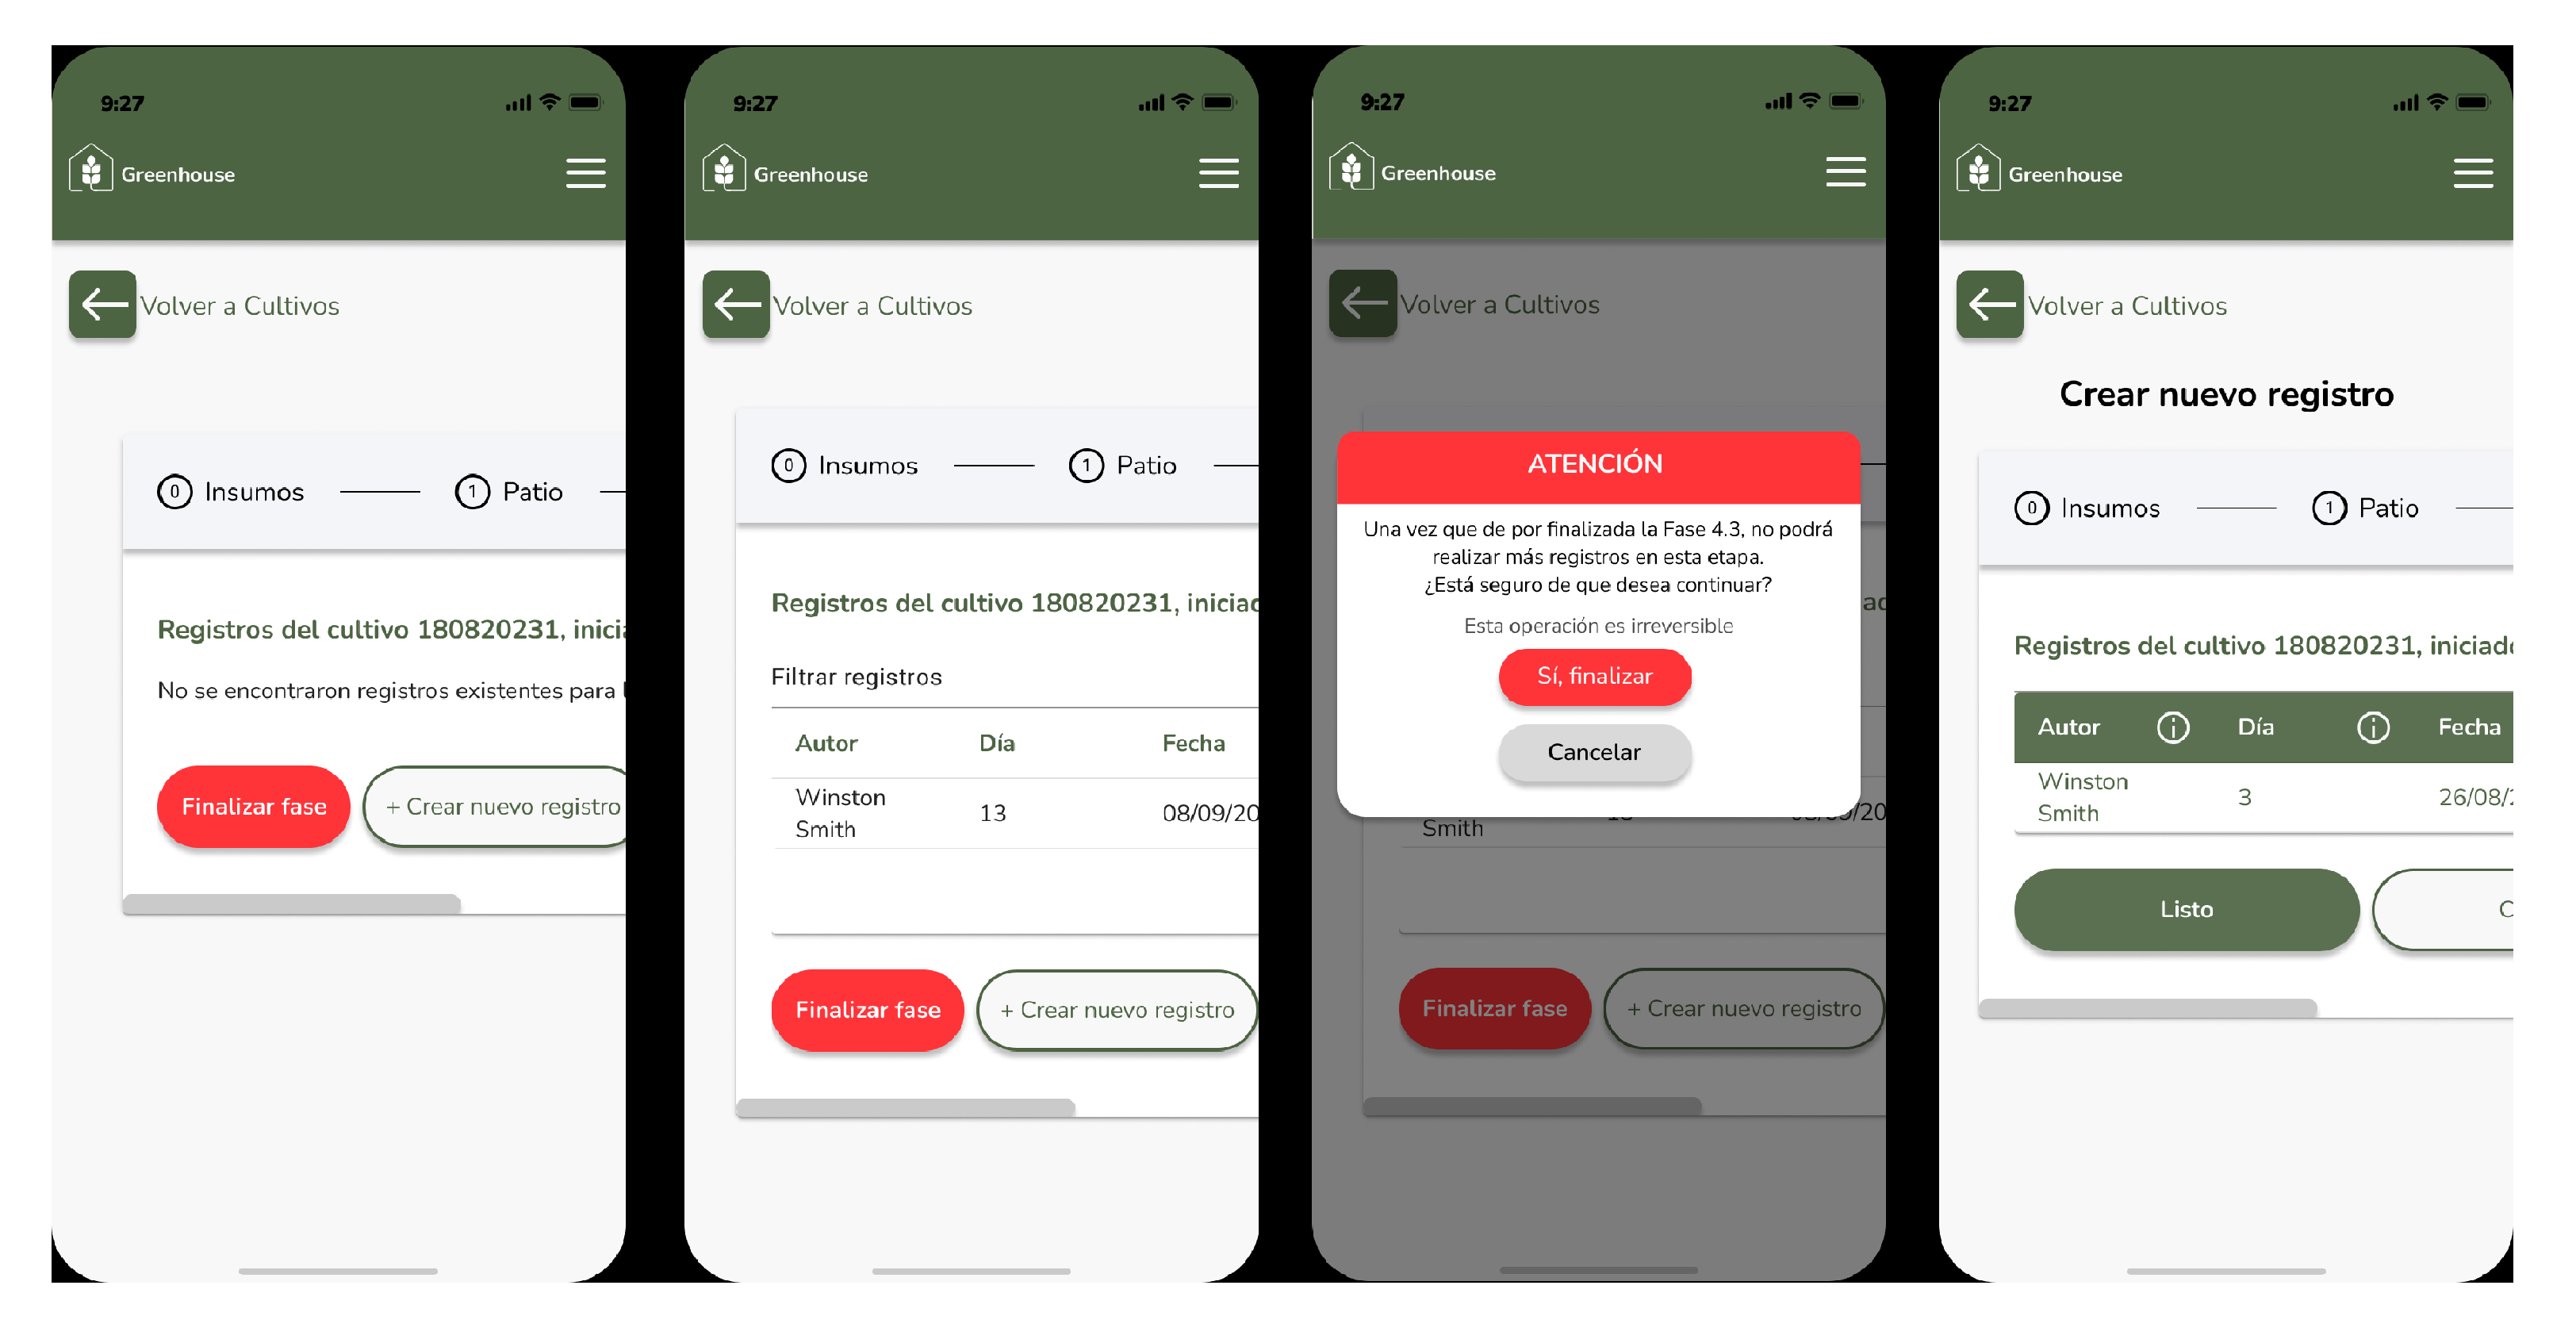 9:27
Greenhouse
Volver a Cultivos
0 Insumos 1 Patio
Registros del cultivo 180820231, inici
No se encontraron registros existentes para
Finalizar fase + Crear nuevo registro
9:27
Greenhouse
Volver a Cultivos
0 Insumos 1 Patio
Registros del cultivo 180820231, iniciad
Filtrar registros
Autor Día Fecha
Winston
Smith
13 08/09/20
Finalizar fase + Crear nuevo registro
9:27
Greenhouse
Volver a Cultivos
ATENCIÓN
Una vez que de por finalizada la Fase 4.3, no podrá
realizar más registros en esta etapa.
¿Está seguro de que desea continuar?
Esta operación es irreversible
Sí, finalizar
Cancelar
Smith
Finalizar fase + Crear nuevo registro
9:27
Greenhouse
Volver a Cultivos
Crear nuevo registro
0 Insumos 1 Patio
Registros del cultivo 180820231, iniciad
Autor Día Fecha
Winston
Smith
3 26/08/
Listo C